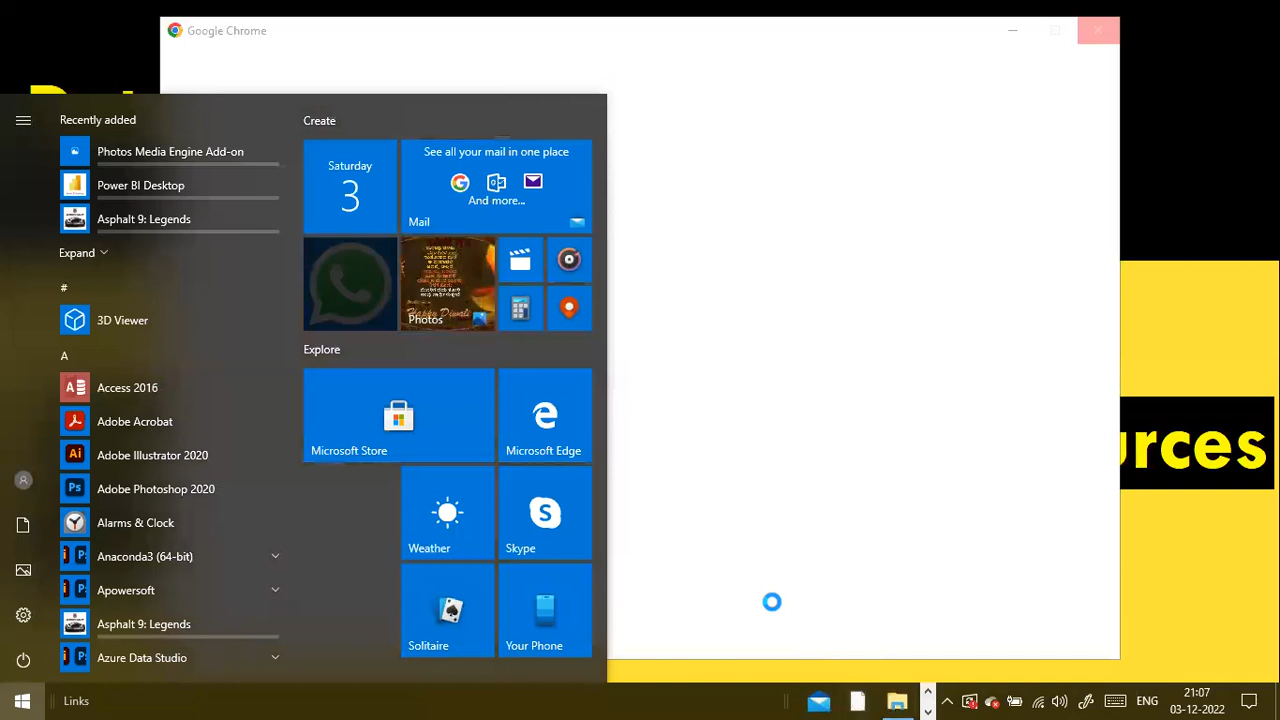 Google Chrome
Recently added
Photos Media Engine Add-on
Power BI Desktop
Asphalt 9: Legends
Expand
#
3D Viewer
A
Access 2016
Adobe Acrobat
Adobe Illustrator 2020
Adobe Photoshop 2020
Alarms & Clock
Anaconda3 (64-bit)
Apowersoft
Asphalt 9: Legends
Azure Data Studio
Create
Saturday
3
See all your mail in one place
And more...
Mail
Photos
Explore
Microsoft Store
Microsoft Edge
Weather
Skype
Solitaire
Your Phone
urces
Links
ENG
21:07
03-12-2022